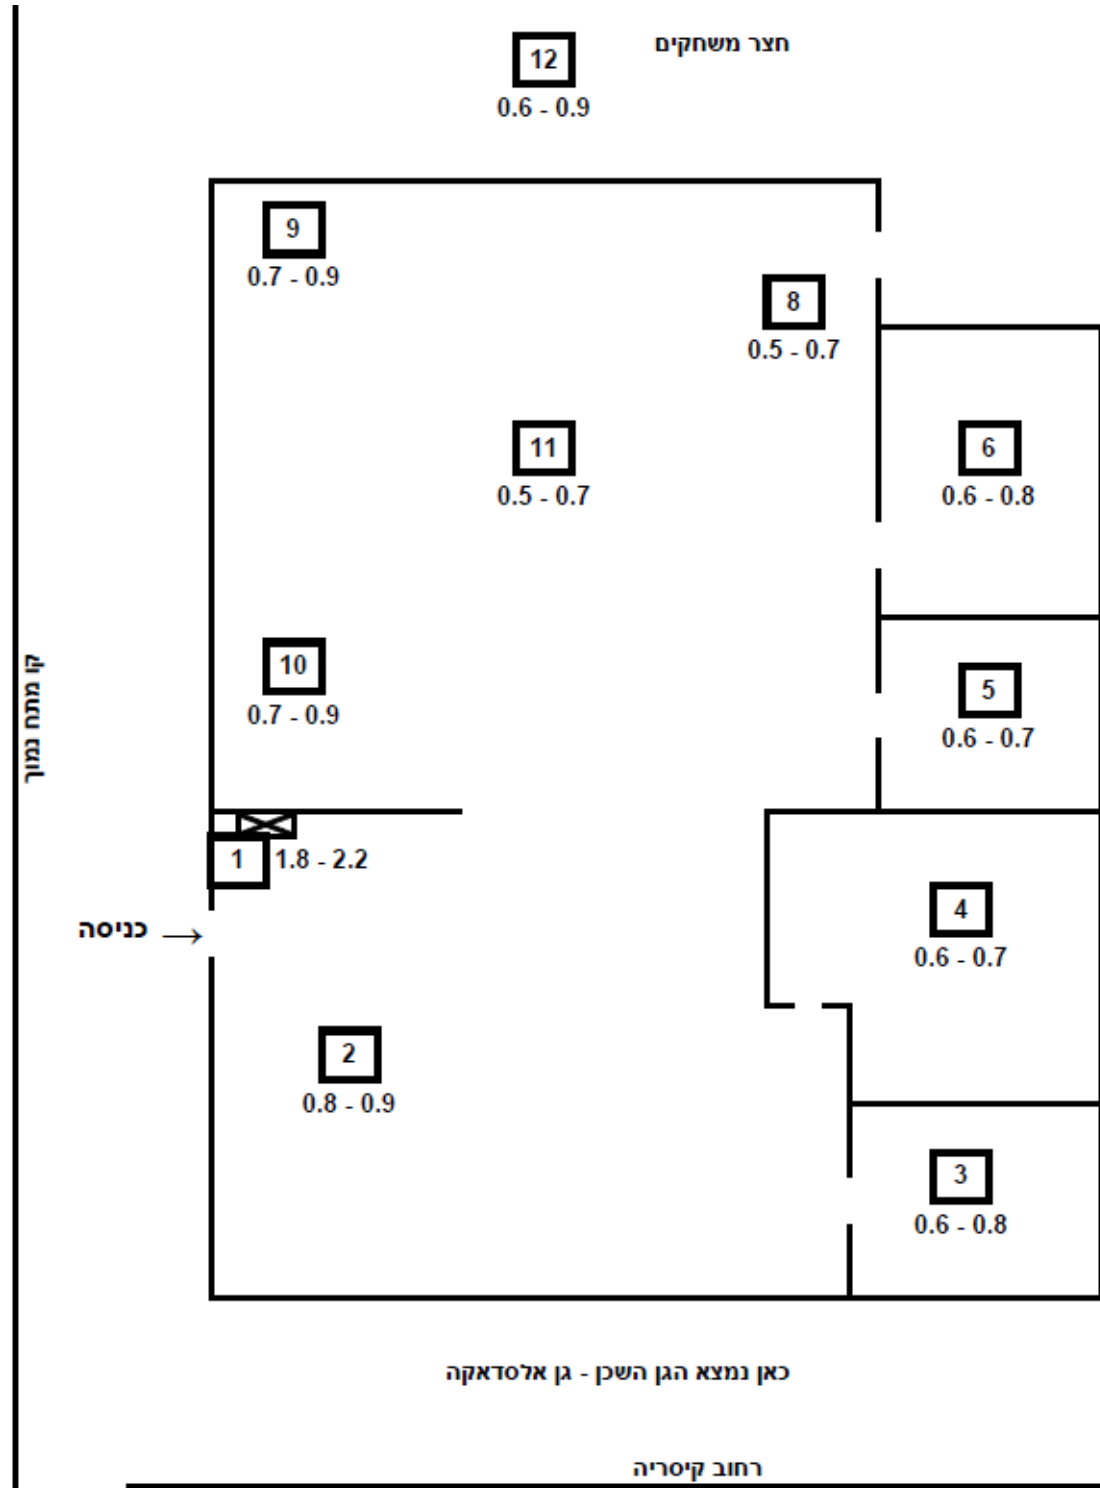 חצר משחקים
12
0.6 - 0.9
9
0.7 - 0.9
8
0.5 - 0.7
11
0.5 - 0.7
6
0.6 - 0.8
10
0.7 - 0.9
5
0.6 - 0.7
קו מתח נמוך
1
1.8 - 2.2
כניסה →
4
0.6 - 0.7
2
0.8 - 0.9
3
0.6 - 0.8
כאן נמצא הגן השכן - גן אלסדאקה
רחוב קיסריה